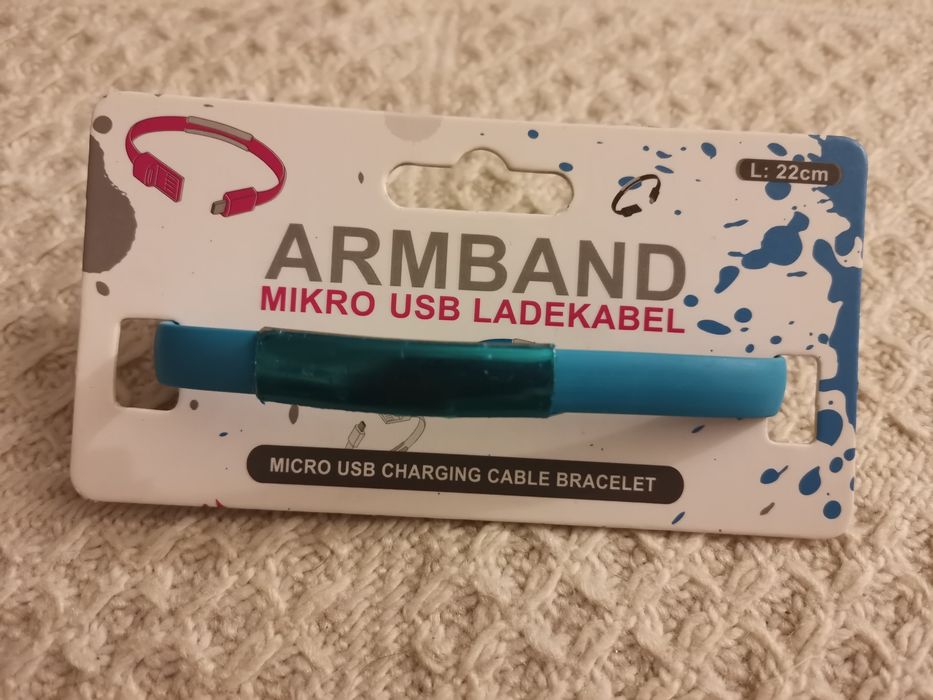 L: 22cm
ARMBAND
MIKRO USB LADEKABEL
MICRO USB CHARGING CABLE BRACELET